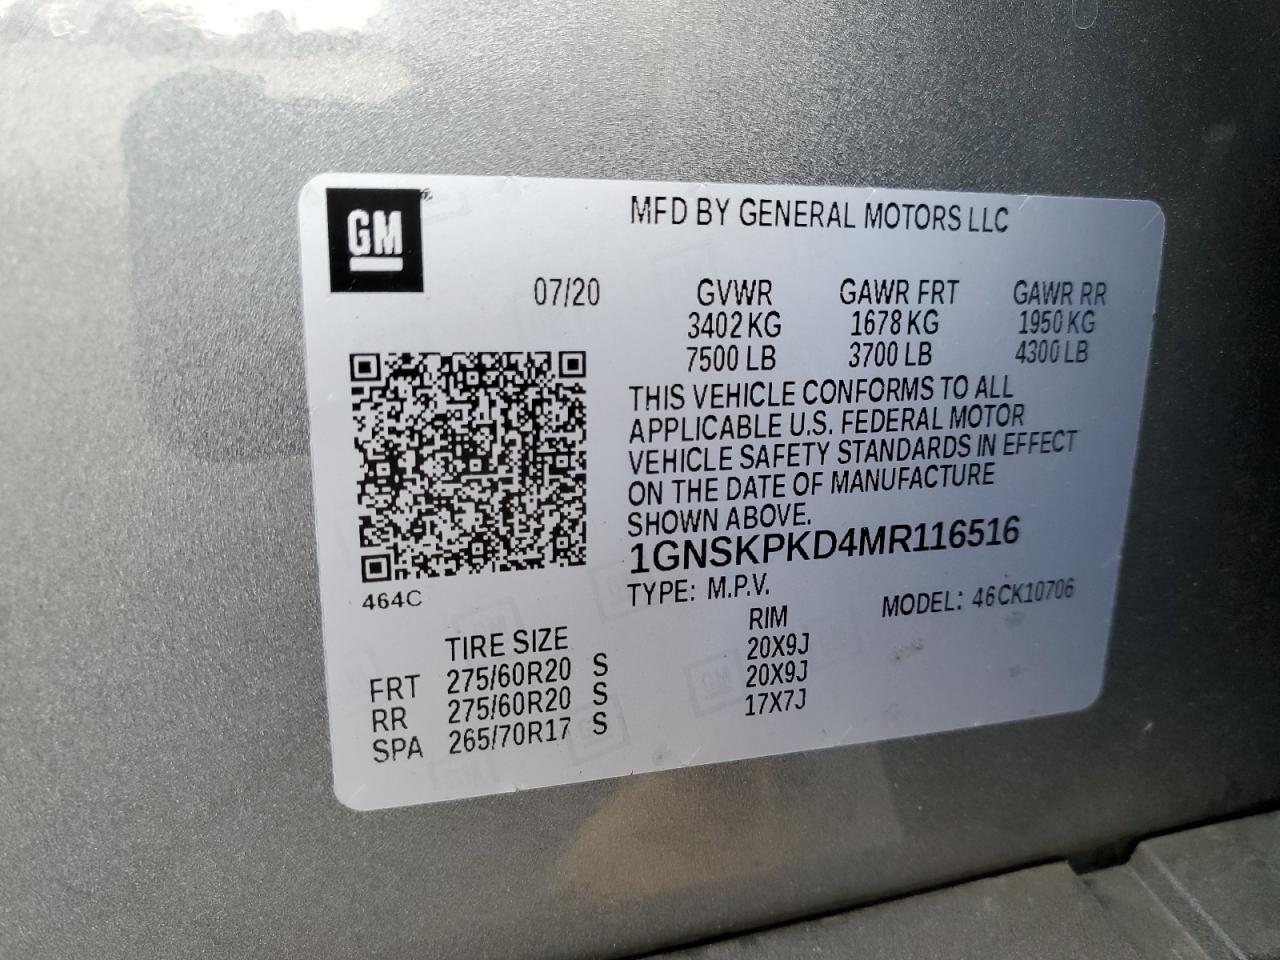 GM®
MFD BY GENERAL MOTORS LLC
07/20 GVWR GAWR FRT GAWR RR
3402 KG 1678 KG 1950 KG
7500 LB 3700 LB 4300 LB
THIS VEHICLE CONFORMS TO ALL
APPLICABLE U.S. FEDERAL MOTOR
VEHICLE SAFETY STANDARDS IN EFFECT
ON THE DATE OF MANUFACTURE
SHOWN ABOVE.
1GNSKPKD4MR116516
TYPE: M.P.V. MODEL: 46CK10706
464C
TIRE SIZE RIM
FRT 275/60R20 S 20X9J
RR 275/60R20 S 20X9J
SPA 265/70R17 S 17X7J